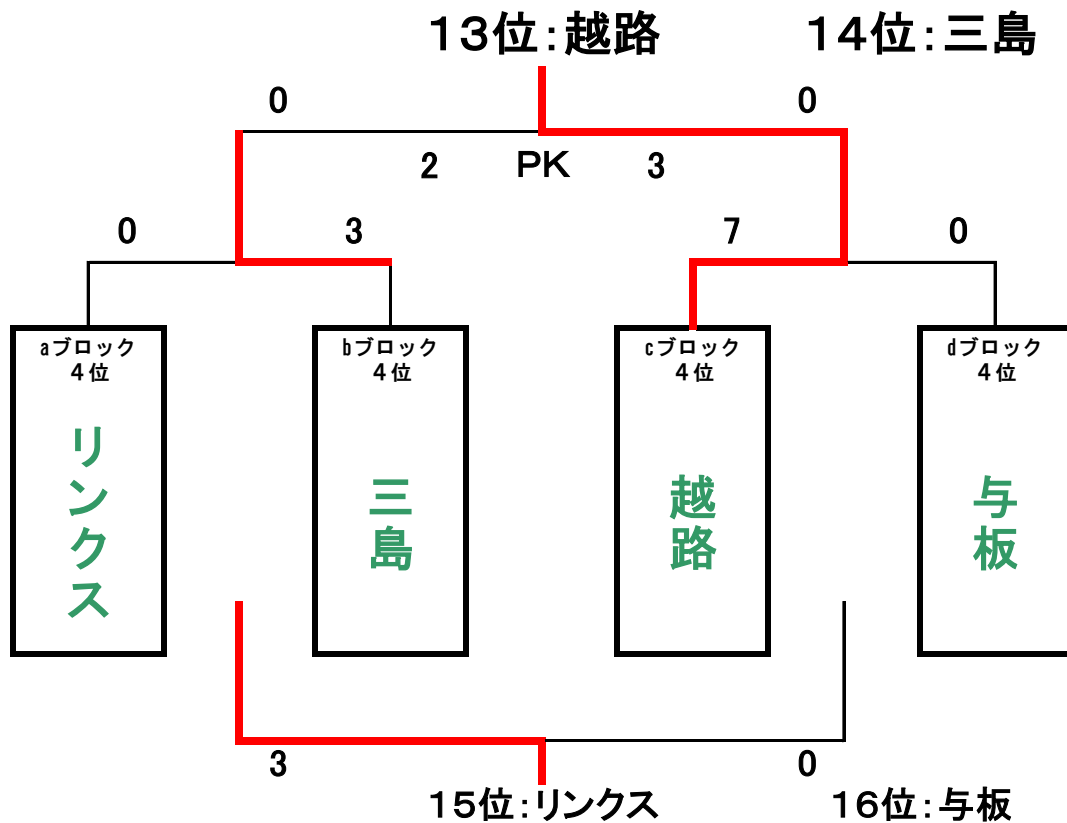 13位:越路 14位:三島
0 0
2 PK 3
0 3 7 0
aブロック bブロック cブロック dブロック
4位 4位 4位 4位
リンクス 三島 越路 与板
3 0
15位:リンクス 16位:与板